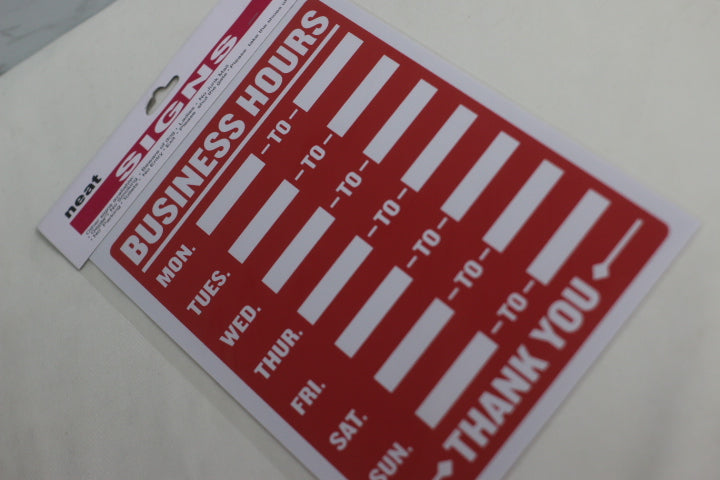 neat
SIGNS
BUSINESS HOURS
MON. -TO-
TUES. -TO-
WED. -TO-
THUR. -TO-
FRI. -TO-
SAT. -TO-
SUN. -TO-
THANK YOU